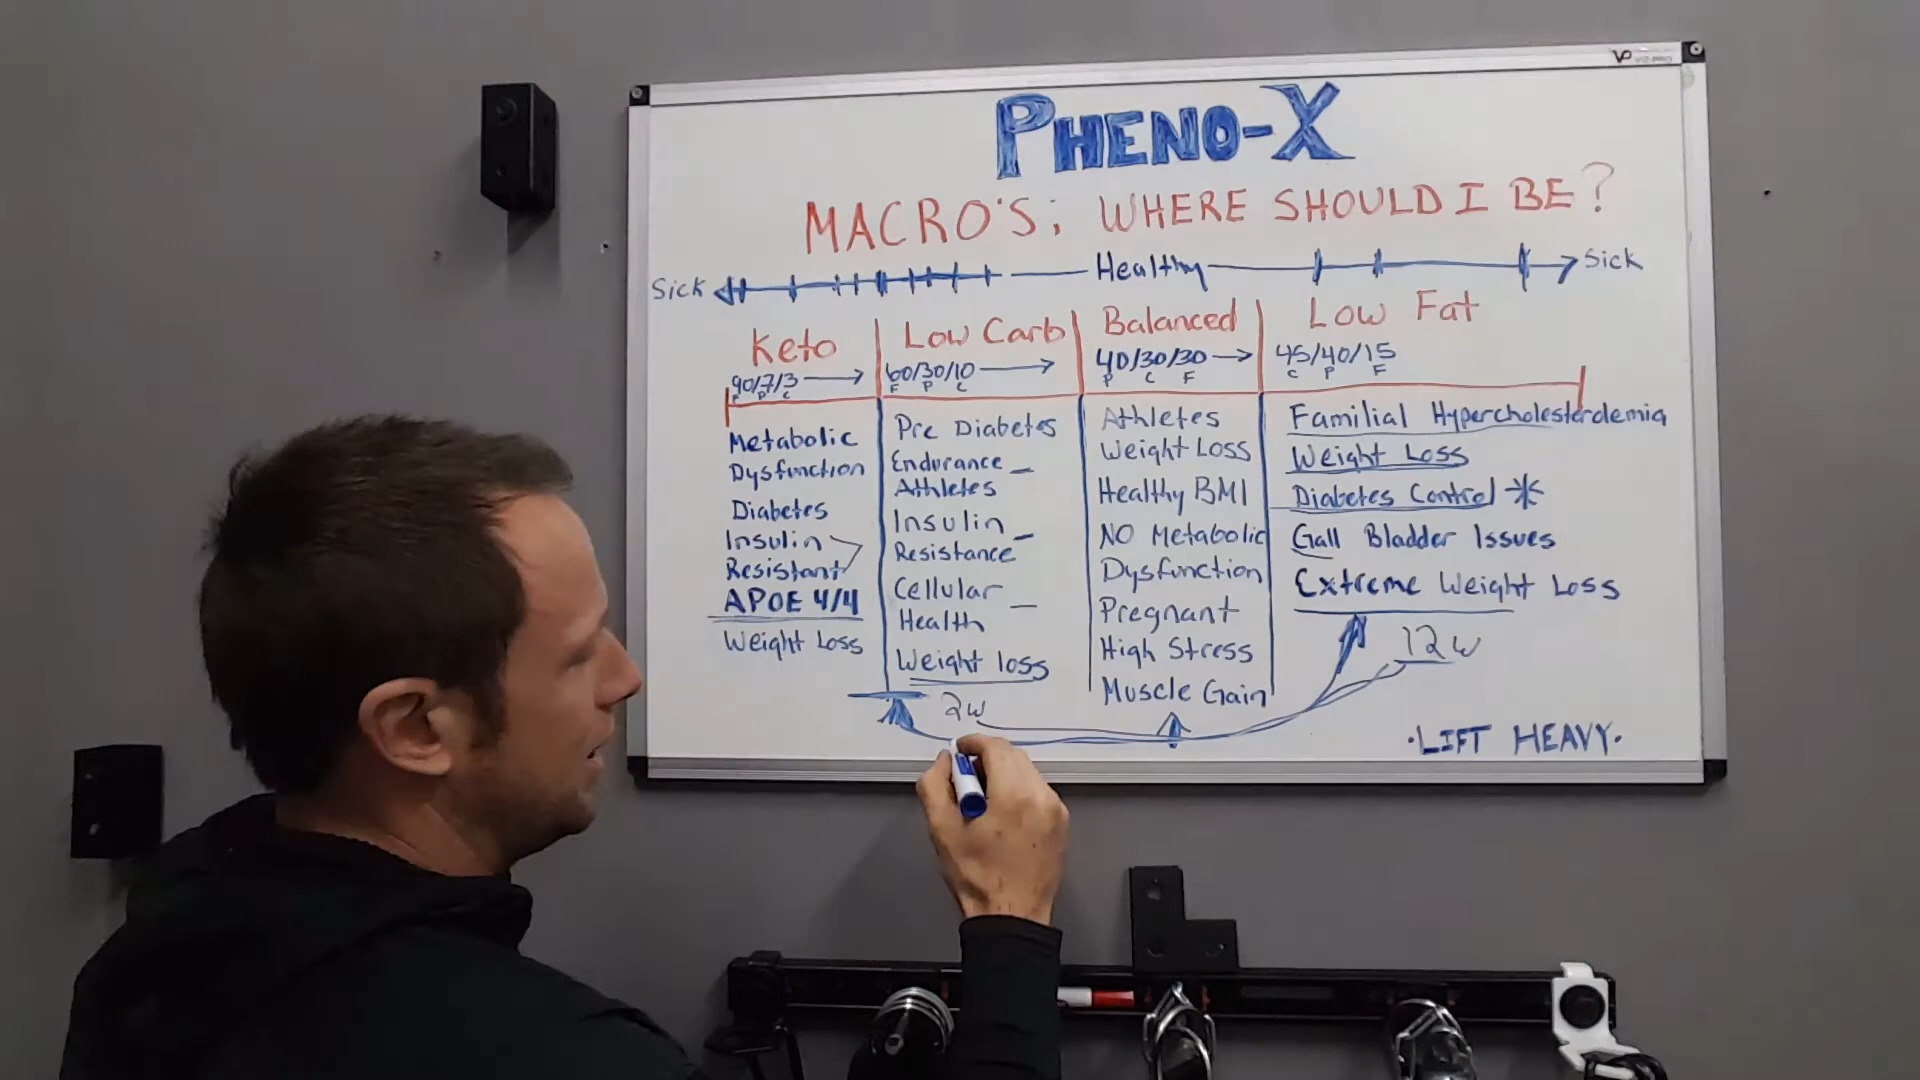 PHENO-X
MACRO'S; WHERE SHOULD I BE?
Sick Healthy Sick
Keto
90/7/3
F P C
Metabolic
Dysfunction
Diabetes
Insulin
Resistant
APOE 4/4
Weight Loss
Low Carb
60/30/10
F P C
Pre Diabetes
Endurance
Athletes
Insulin
Resistance
Cellular
Health
Weight loss
2w
Balanced
40/30/30
P C F
Athletes
Weight Loss
Healthy BMI
NO Metabolic
Dysfunction
Pregnant
High Stress
Muscle Gain
Low Fat
45/40/15
C P F
Familial Hypercholesterolemia
Weight Loss
Diabetes Control *
Gall Bladder Issues
Extreme Weight Loss
12w
·LIFT HEAVY·